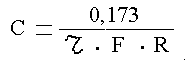 C = 0,173 / τ · F · R